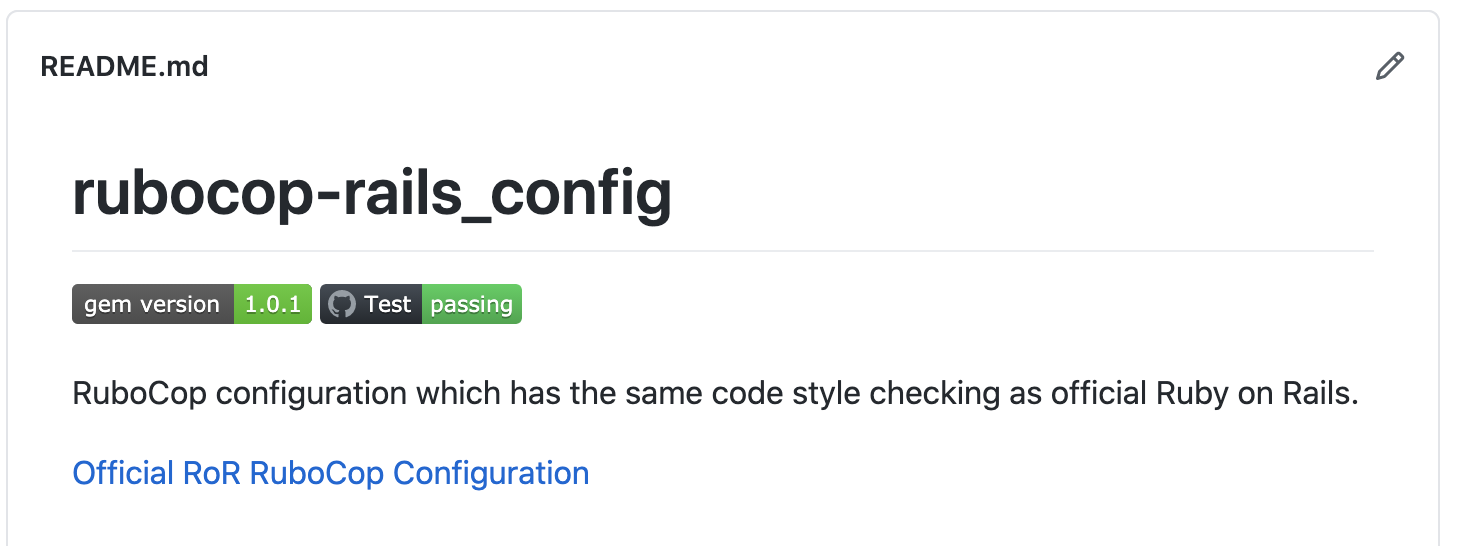 README.md
rubocop-rails_config
gem version 1.0.1 Test passing
RuboCop configuration which has the same code style checking as official Ruby on Rails.
Official RoR RuboCop Configuration